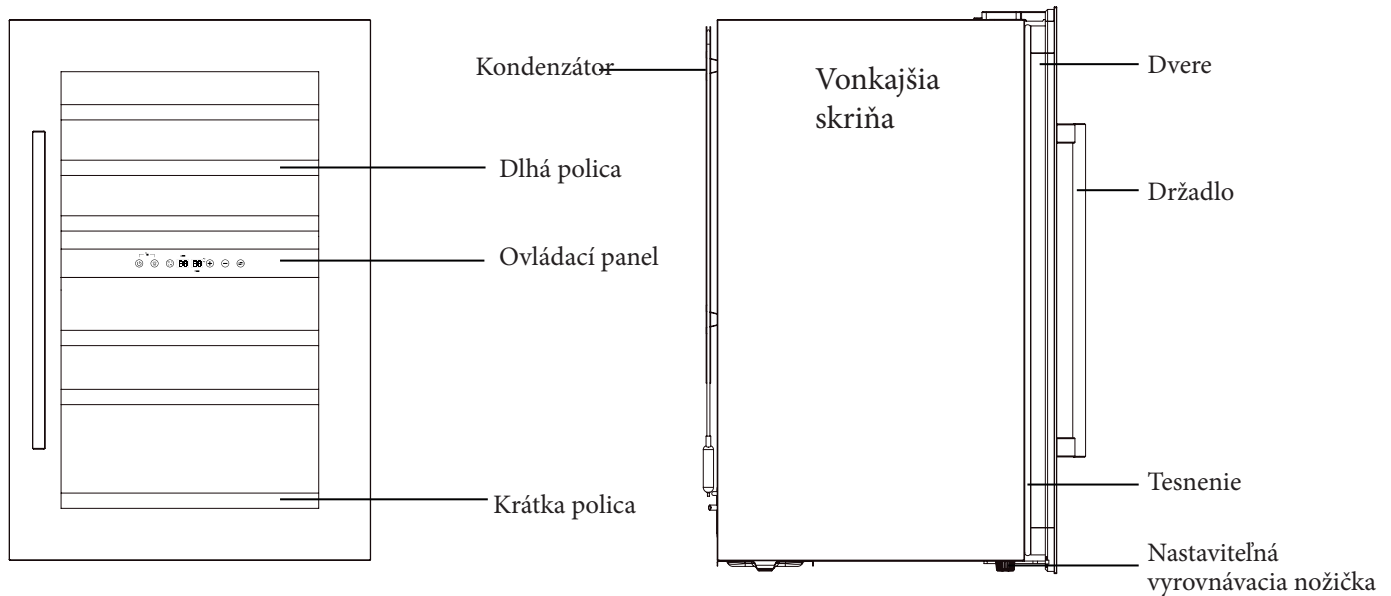 Kondenzátor
Vonkajšia
skriňa
Dvere
Dlhá polica
Držadlo
Ovládací panel
Krátka polica
Tesnenie
Nastaviteľná
vyrovnávacia nožička